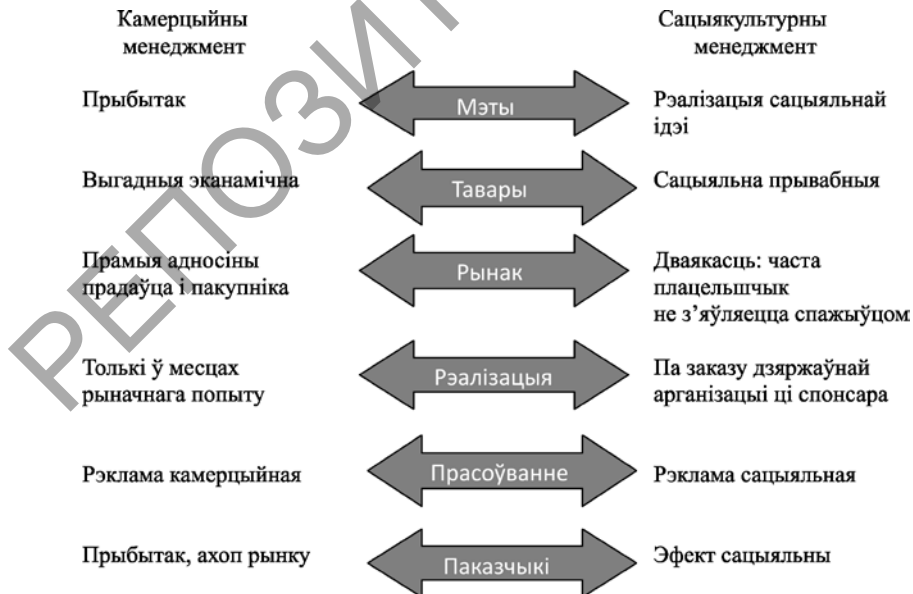 Камерцыйны
менеджмент
Сацыякультурны
менеджмент
Прыбытак
Мэты
Рэалізацыя сацыяльнай
ідэі
Выгадныя эканамічна
Тавары
Сацыяльна прывабныя
Прамыя адносіны
прадаўца і пакупніка
Рынак
Дваякасць: часта
плацельшчык
не з’яўляецца спажыўцом
Толькі ў месцах
рыначнага попыту
Рэалізацыя
Па заказу дзяржаўнай
арганізацыі ці спонсара
Рэклама камерцыйная
Прасоўванне
Рэклама сацыяльная
Прыбытак, ахоп рынку
Паказчыкі
Эфект сацыяльны